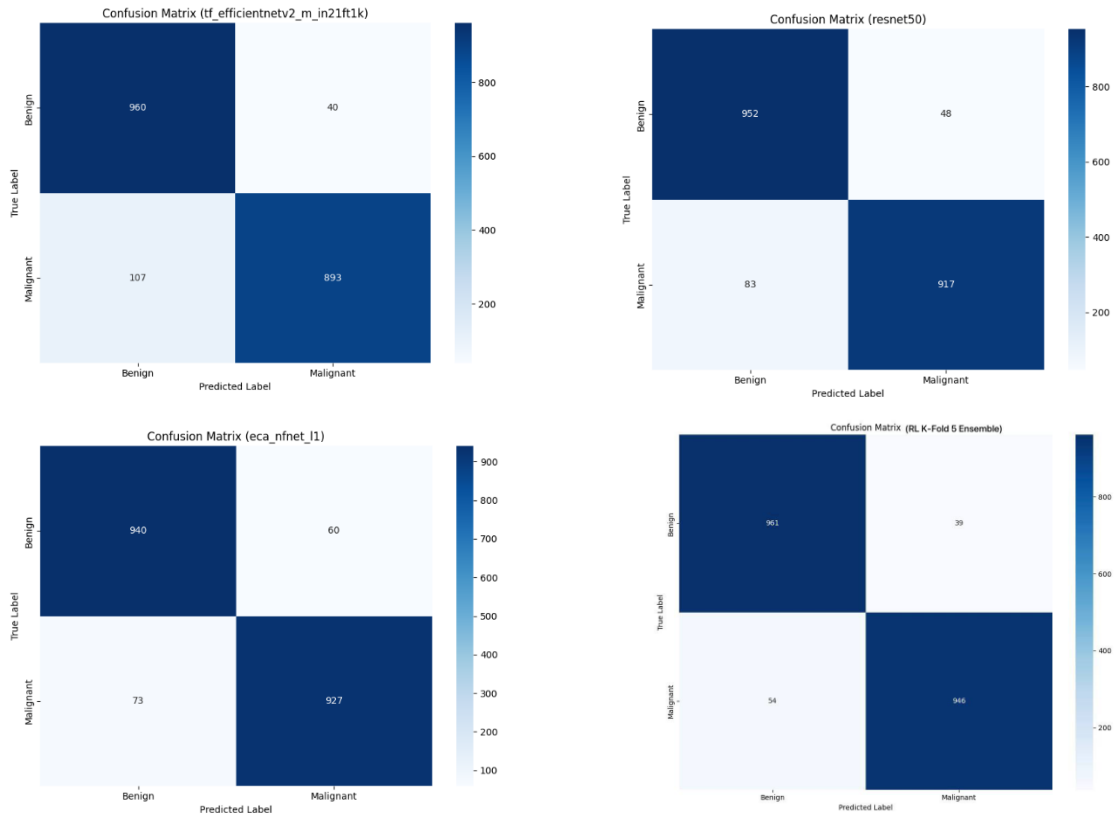 Confusion Matrix (tf_efficientnetv2_m_in21ft1k)
Benign
960
40
True Label
Malignant
107
893
Benign
Malignant
Predicted Label
800
600
400
200
Confusion Matrix (resnet50)
Benign
952
48
True Label
Malignant
83
917
Benign
Malignant
Predicted Label
800
600
400
200
Confusion Matrix (eca_nfnet_l1)
Benign
940
60
True Label
Malignant
73
927
Benign
Malignant
Predicted Label
900
800
700
600
500
400
300
200
100
Confusion Matrix (RL K-Fold 5 Ensemble)
Benign
961
39
True Label
Malignant
54
946
Benign
Malignant
Predicted Label
800
600
400
200